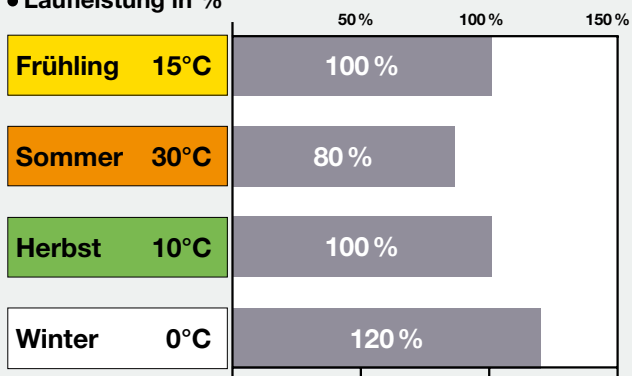 • Laufleistung in %
50 % 100 % 150 %
Frühling 15°C 100 %
Sommer 30°C 80 %
Herbst 10°C 100 %
Winter 0°C 120 %